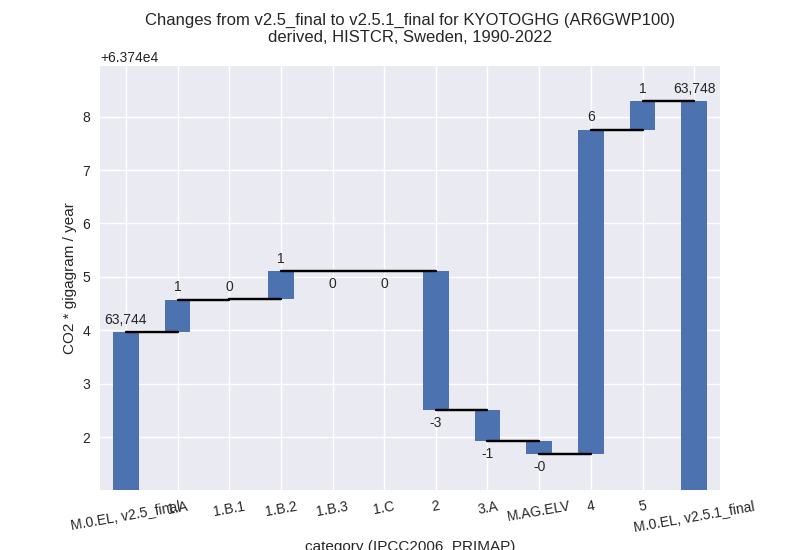 Changes from v2.5_final to v2.5.1_final for KYOTOGHG (AR6GWP100)
derived, HISTCR, Sweden, 1990-2022
+6.374e4
63,748
1
6
8
7
6
1
5
0
0
1
0
63,744
4
3
-3
2
-1
-0
CO2 * gigagram / year
M.0.EL, v2.5_final
1.A
1.B.1
1.B.2
1.B.3
1.C
2
3.A
M.AG.ELV
4
5
M.0.EL, v2.5.1_final
category (IPCC2006_PRIMAP)